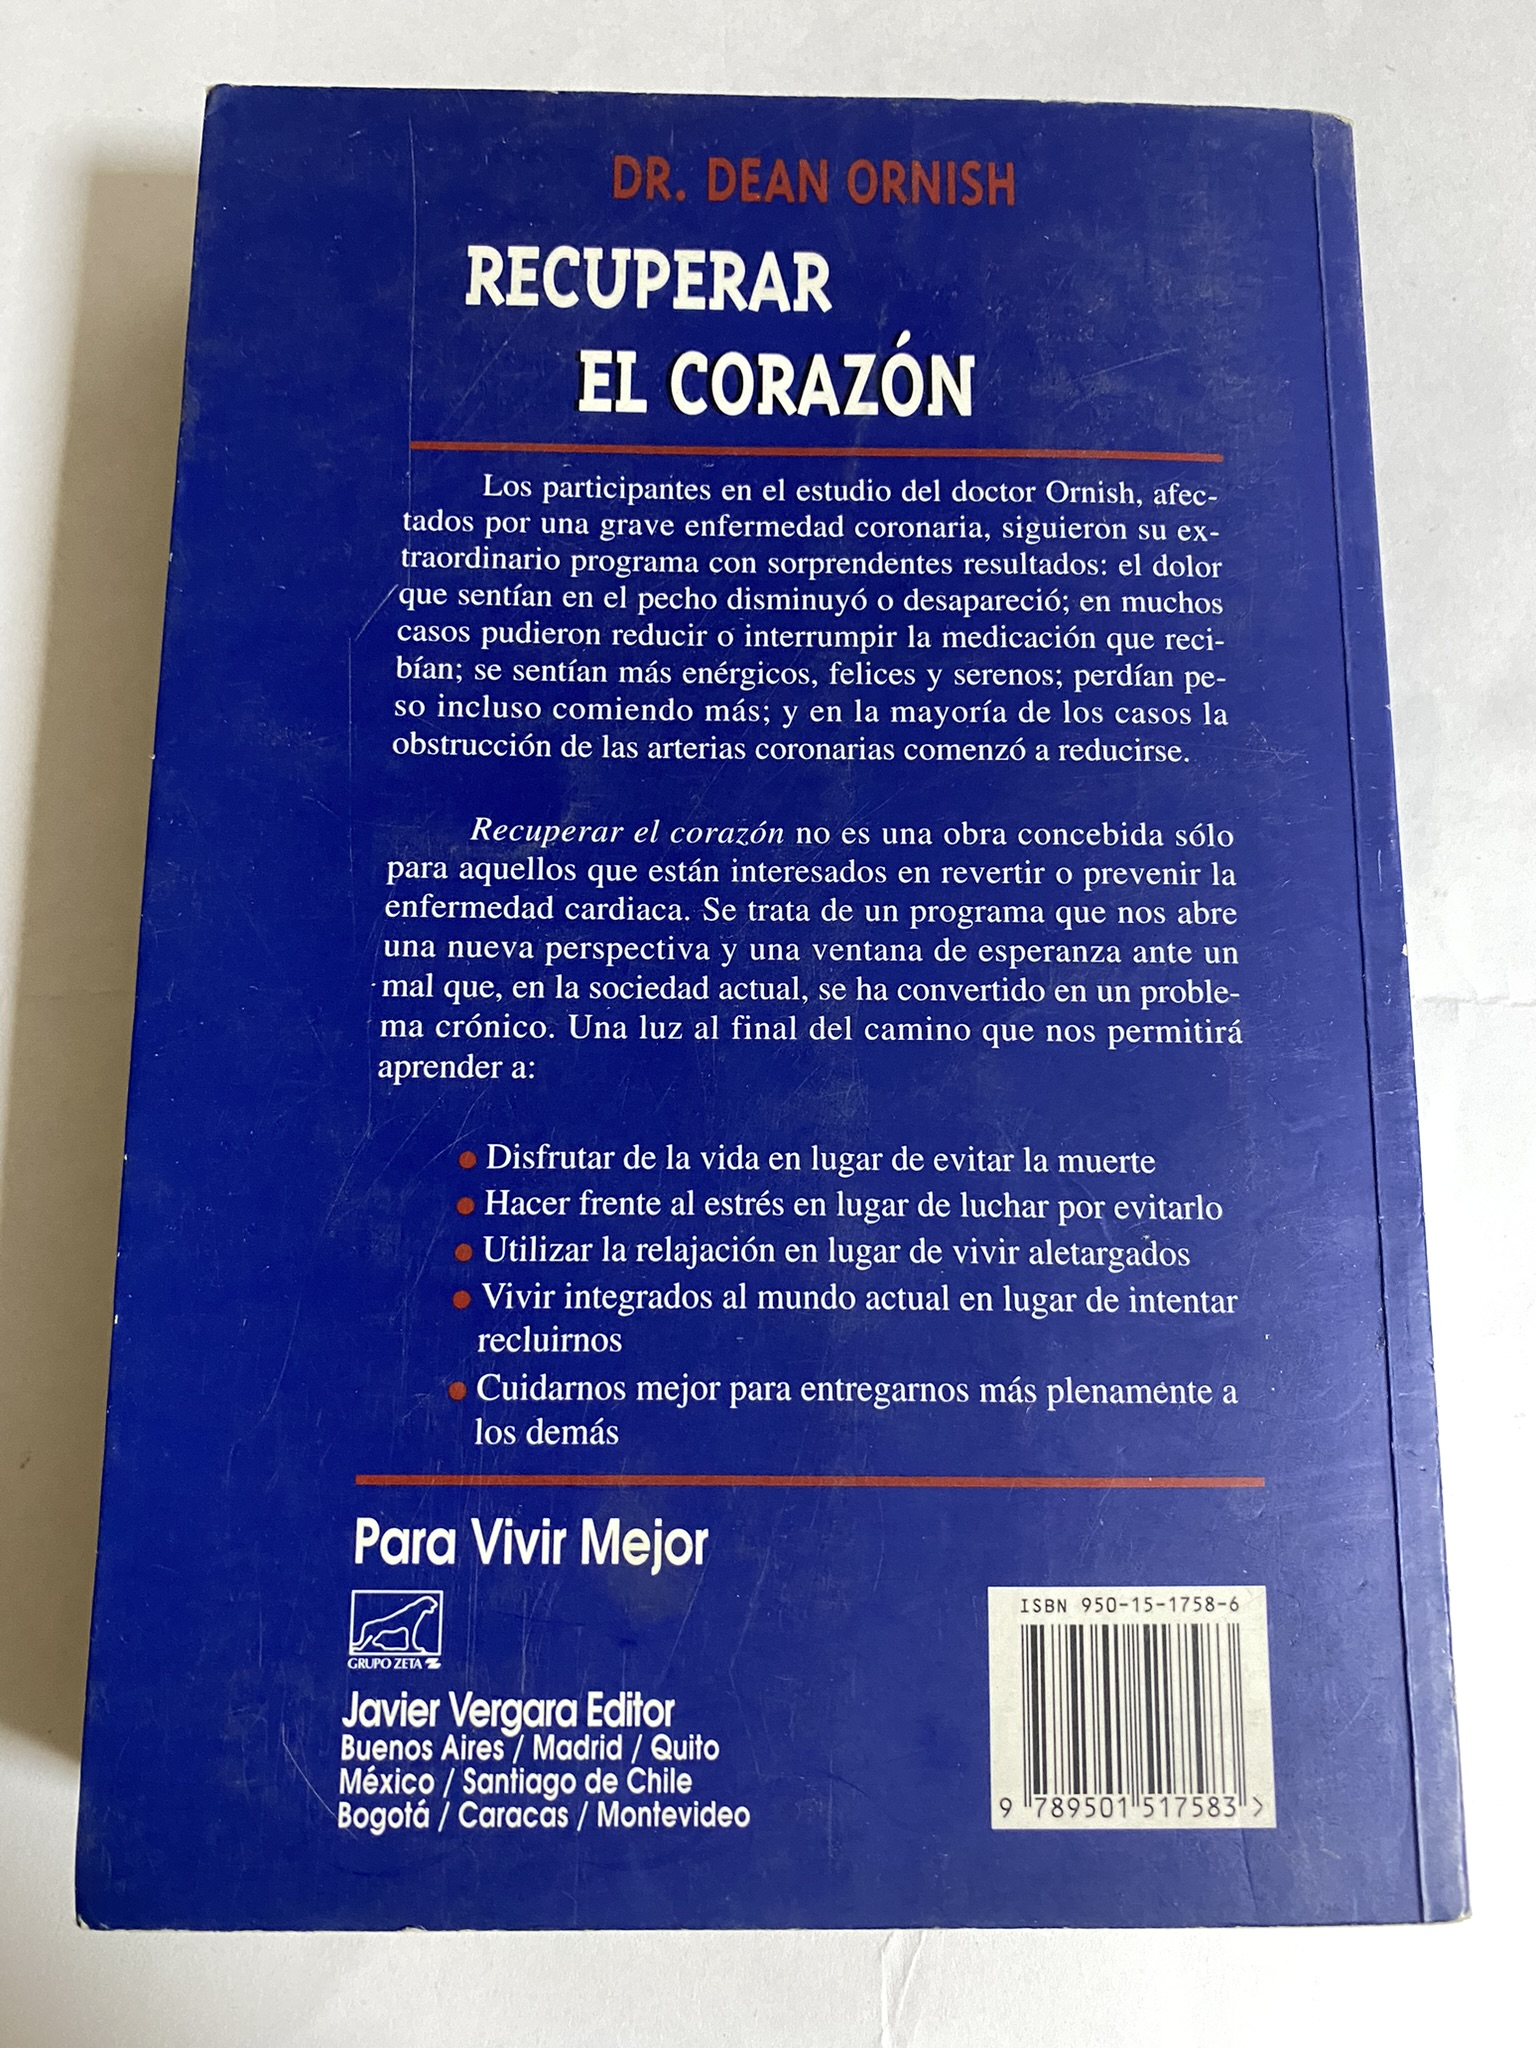 DR. DEAN ORNISH
RECUPERAR
EL CORAZÓN
Los participantes en el estudio del doctor Ornish, afec-
tados por una grave enfermedad coronaria, siguieron su ex-
traordinario programa con sorprendentes resultados: el dolor
que sentían en el pecho disminuyó o desapareció; en muchos
casos pudieron reducir o interrumpir la medicación que reci-
bían; se sentían más enérgicos, felices y serenos; perdían pe-
so incluso comiendo más; y en la mayoría de los casos la
obstrucción de las arterias coronarias comenzó a reducirse.
Recuperar el corazón no es una obra concebida sólo
para aquellos que están interesados en revertir o prevenir la
enfermedad cardiaca. Se trata de un programa que nos abre
una nueva perspectiva y una ventana de esperanza ante un
mal que, en la sociedad actual, se ha convertido en un proble-
ma crónico. Una luz al final del camino que nos permitirá
aprender a:
● Disfrutar de la vida en lugar de evitar la muerte
● Hacer frente al estrés en lugar de luchar por evitarlo
● Utilizar la relajación en lugar de vivir aletargados
● Vivir integrados al mundo actual en lugar de intentar
recluirnos
● Cuidarnos mejor para entregarnos más plenamente a
los demás
Para Vivir Mejor
GRUPO ZETA
Javier Vergara Editor
Buenos Aires / Madrid / Quito
México / Santiago de Chile
Bogotá / Caracas / Montevideo
ISBN 950-15-1758-6
9 789501 517583 >